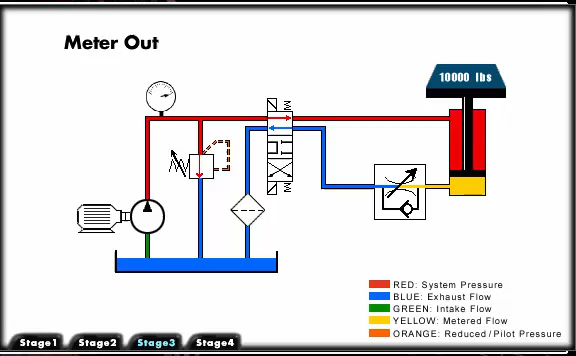 Meter Out
10000 lbs
RED: System Pressure
BLUE: Exhaust Flow
GREEN: Intake Flow
YELLOW: Metered Flow
ORANGE: Reduced/Pilot Pressure
Stage1 Stage2 Stage3 Stage4